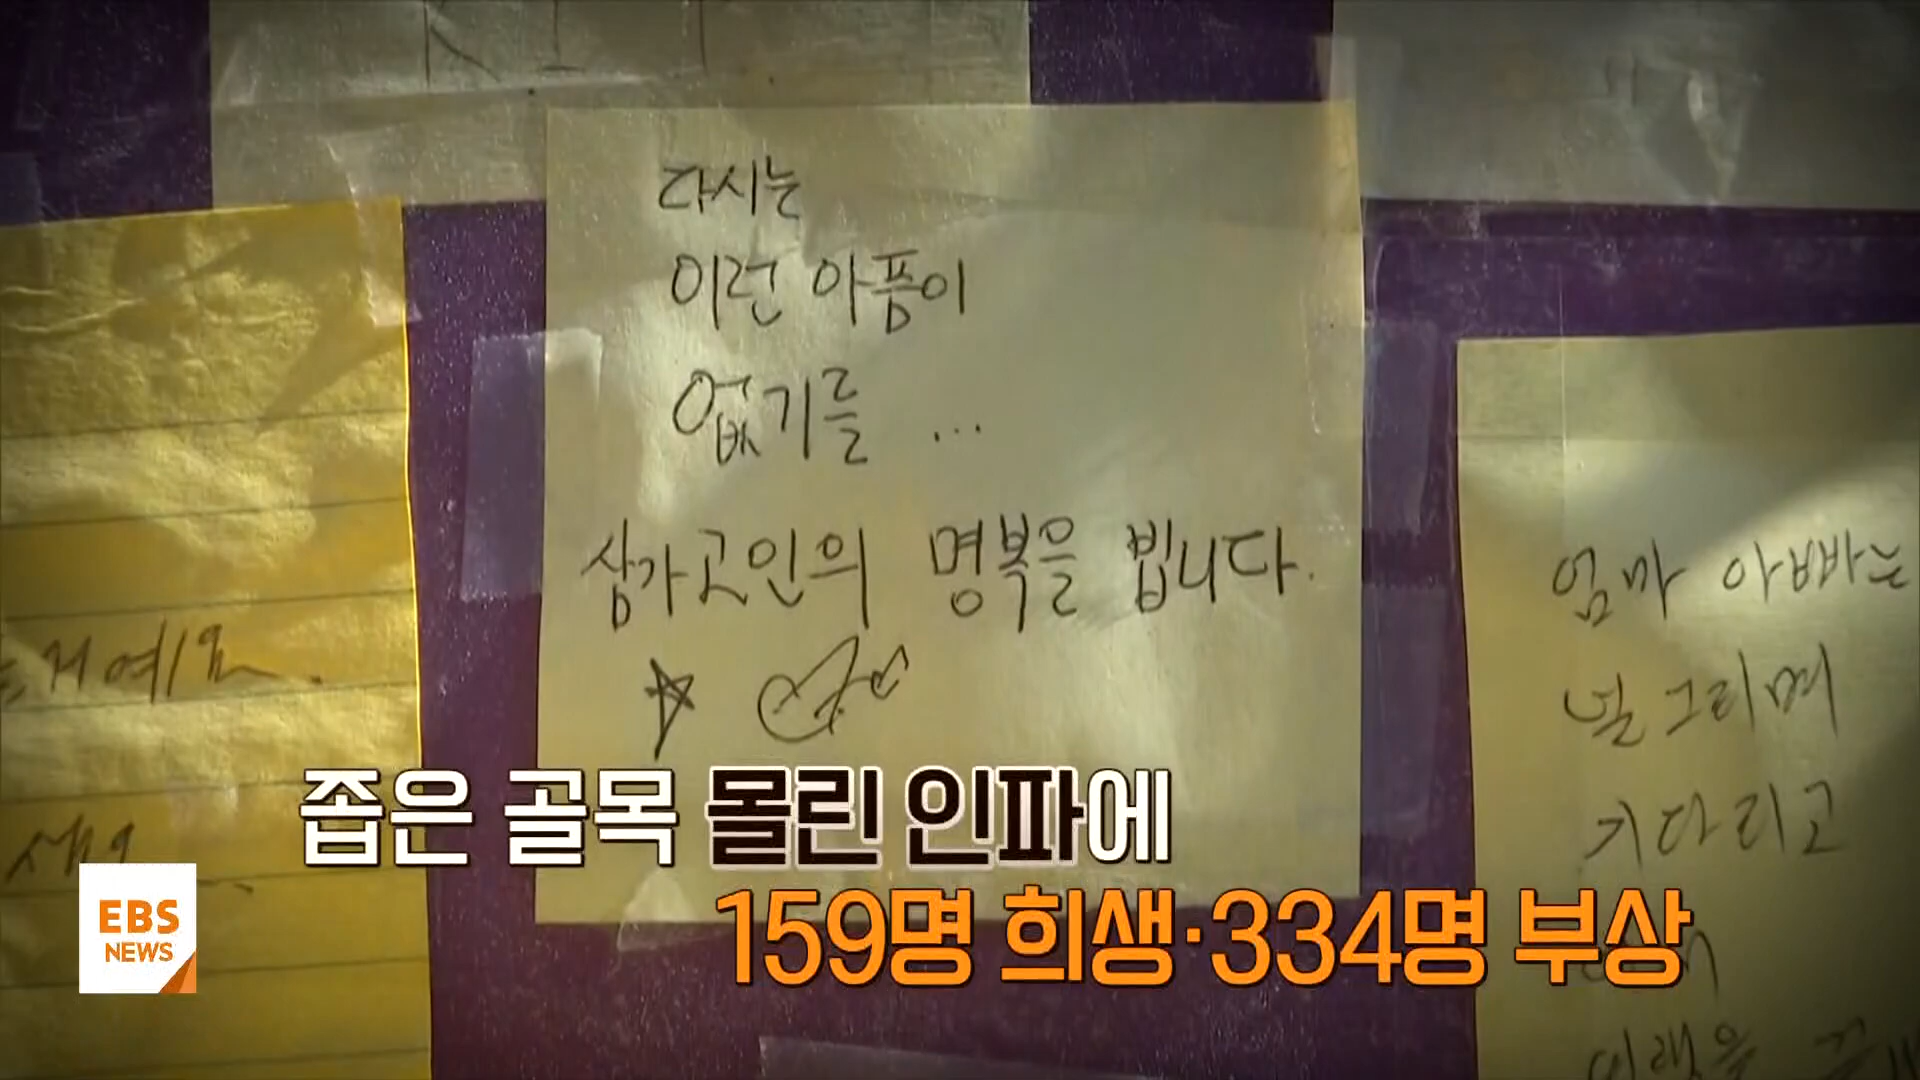 다시는
이런 아픔이
없기를 ...
삼가고인의 명복을 빕니다.
거예요.
엄마 아빠는
널 그리며
기다리고
좁은 골목 몰린 인파에
159명 희생·334명 부상
EBS
NEWS